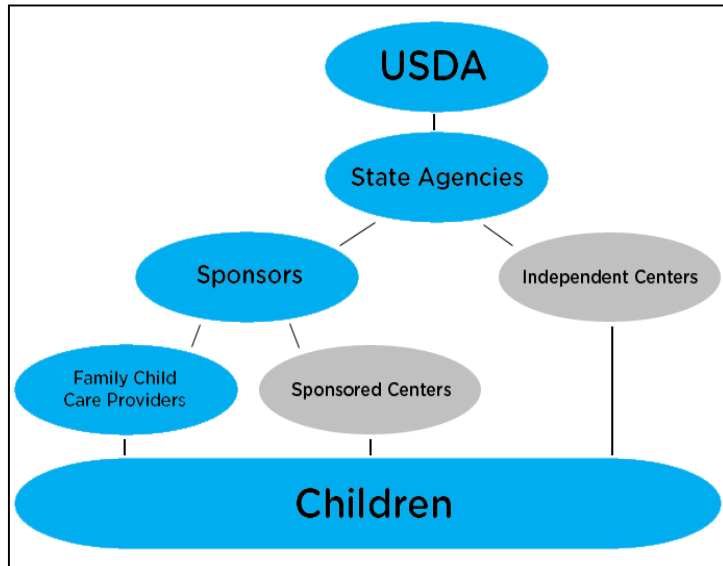 USDA
State Agencies
Sponsors
Independent Centers
Family Child
Care Providers
Sponsored Centers
Children